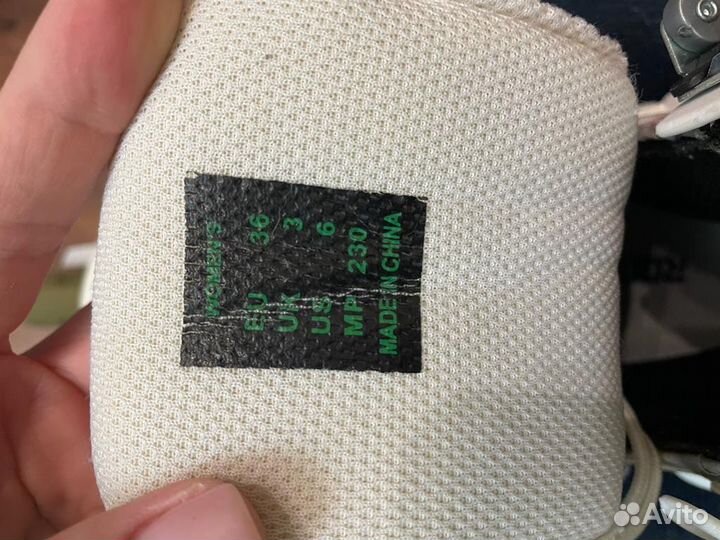 WOMEN'S
EU 36
UK 3
US 6
MP 230
MADE IN CHINA
Avito